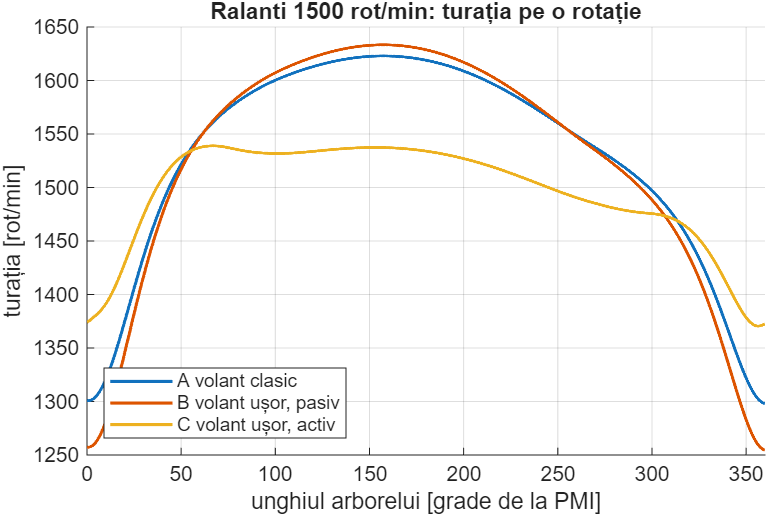 Ralanti 1500 rot/min: turația pe o rotație
turația [rot/min]
1650
1600
1550
1500
1450
1400
1350
1300
1250
A volant clasic
B volant ușor, pasiv
C volant ușor, activ
0 50 100 150 200 250 300 350
unghiul arborelui [grade de la PMI]